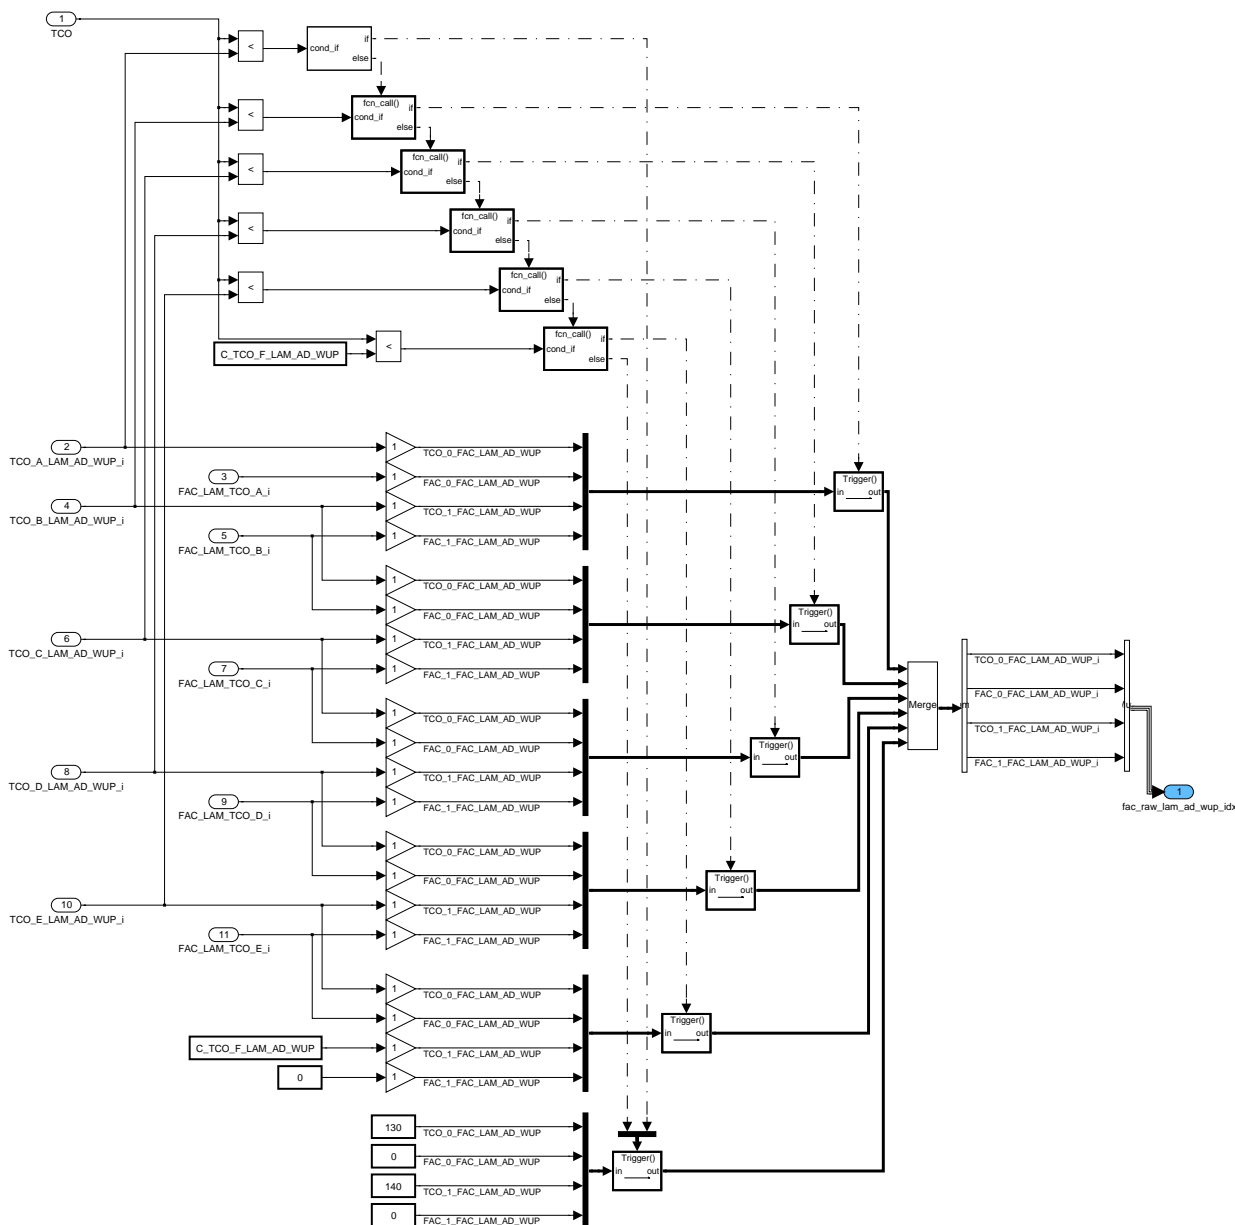 1
TCO
<
cond_if
if
else
<
fcn_call()
cond_if
if
else
<
fcn_call()
cond_if
if
else
<
fcn_call()
cond_if
if
else
<
fcn_call()
cond_if
if
else
C_TCO_F_LAM_AD_WUP
<
fcn_call()
cond_if
if
else
2
TCO_A_LAM_AD_WUP_i
1
TCO_0_FAC_LAM_AD_WUP
3
FAC_LAM_TCO_A_i
1
FAC_0_FAC_LAM_AD_WUP
4
TCO_B_LAM_AD_WUP_i
1
TCO_1_FAC_LAM_AD_WUP
5
FAC_LAM_TCO_B_i
1
FAC_1_FAC_LAM_AD_WUP
Trigger()
in
out
1
TCO_0_FAC_LAM_AD_WUP
1
FAC_0_FAC_LAM_AD_WUP
6
TCO_C_LAM_AD_WUP_i
1
TCO_1_FAC_LAM_AD_WUP
7
FAC_LAM_TCO_C_i
1
FAC_1_FAC_LAM_AD_WUP
Trigger()
in
out
1
TCO_0_FAC_LAM_AD_WUP
1
FAC_0_FAC_LAM_AD_WUP
8
TCO_D_LAM_AD_WUP_i
1
TCO_1_FAC_LAM_AD_WUP
9
FAC_LAM_TCO_D_i
1
FAC_1_FAC_LAM_AD_WUP
Trigger()
in
out
Merge
TCO_0_FAC_LAM_AD_WUP_i
FAC_0_FAC_LAM_AD_WUP_i
TCO_1_FAC_LAM_AD_WUP_i
FAC_1_FAC_LAM_AD_WUP_i
1
fac_raw_lam_ad_wup_idx
1
TCO_0_FAC_LAM_AD_WUP
1
FAC_0_FAC_LAM_AD_WUP
10
TCO_E_LAM_AD_WUP_i
1
TCO_1_FAC_LAM_AD_WUP
11
FAC_LAM_TCO_E_i
1
FAC_1_FAC_LAM_AD_WUP
Trigger()
in
out
1
TCO_0_FAC_LAM_AD_WUP
1
FAC_0_FAC_LAM_AD_WUP
C_TCO_F_LAM_AD_WUP
1
TCO_1_FAC_LAM_AD_WUP
0
1
FAC_1_FAC_LAM_AD_WUP
Trigger()
in
out
130
TCO_0_FAC_LAM_AD_WUP
0
FAC_0_FAC_LAM_AD_WUP
140
TCO_1_FAC_LAM_AD_WUP
0
FAC_1_FAC_LAM_AD_WUP
Trigger()
in
out